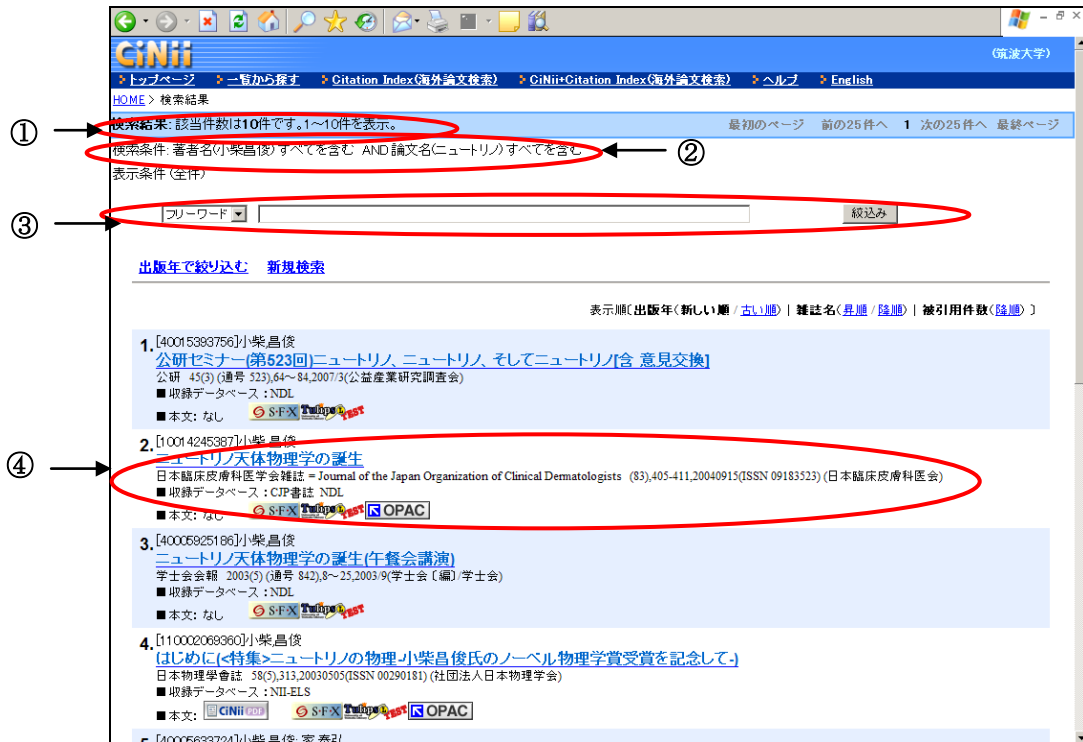 CiNii
(筑波大学)
トップページ 一覧から探す Citation Index(海外論文検索) CiNii+Citation Index(海外論文検索) ヘルプ English
HOME > 検索結果
① 検索結果: 該当件数は10件です。1～10件を表示。 最初のページ 前の25件へ 1 次の25件へ 最終ページ
検索条件: 著者名(小柴昌俊) すべてを含む AND 論文名(ニュートリノ) すべてを含む ②
表示条件 (全件)
③ フリーワード 絞込み
出版年で絞り込む 新規検索
表示順[ 出版年(新しい順 / 古い順) | 雑誌名(昇順 / 降順) | 被引用件数(降順) ]
1. [40015393756]小柴,昌俊
公研セミナー(第523回)ニュートリノ、ニュートリノ、そしてニュートリノ[含 意見交換]
公研 45(3) (通号 523),64～84,2007/3(公益産業研究調査会)
■収録データベース : NDL
■本文: なし S·F·X Tulips TEST
2. [10014245387]小柴,昌俊
ニュートリノ天体物理学の誕生
④ 日本臨床皮膚科医学会雑誌 = Journal of the Japan Organization of Clinical Dermatologists (83),405-411,20040915(ISSN 09183523) (日本臨床皮膚科医会)
■収録データベース : CJP書誌 NDL
■本文: なし S·F·X Tulips TEST OPAC
3. [40005925186]小柴,昌俊
ニュートリノ天体物理学の誕生(午餐会講演)
学士会会報 2003(5) (通号 842),8～25,2003/9(学士会〔編〕/学士会)
■収録データベース : NDL
■本文: なし S·F·X Tulips TEST
4. [110002069360]小柴,昌俊
はじめに(<特集>ニュートリノの物理-小柴昌俊氏のノーベル物理学賞受賞を記念して-)
日本物理學會誌 58(5),313,20030505(ISSN 00290181) (社団法人日本物理学会)
■収録データベース : NII-ELS
■本文: CiNii PDF S·F·X Tulips TEST OPAC
5. [40005633724]小柴,昌俊; 家,泰弘